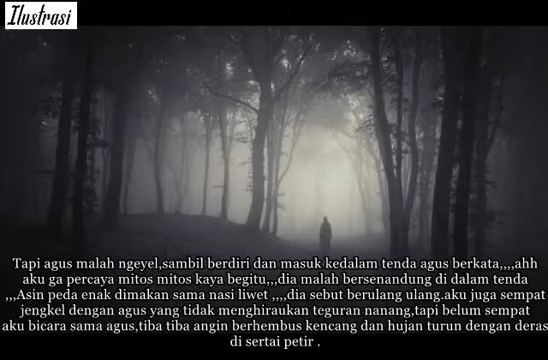 Ilustrasi
Tapi agus malah ngeyel,sambil berdiri dan masuk kedalam tenda agus berkata,,,,ahh
aku ga percaya mitos mitos kaya begitu,,,dia malah bersenandung di dalam tenda
,,,Asin peda enak dimakan sama nasi liwet ,,,,dia sebut berulang ulang.aku juga sempat
jengkel dengan agus yang tidak menghiraukan teguran nanang,tapi belum sempat
aku bicara sama agus,tiba tiba angin berhembus kencang dan hujan turun dengan deras
di sertai petir .